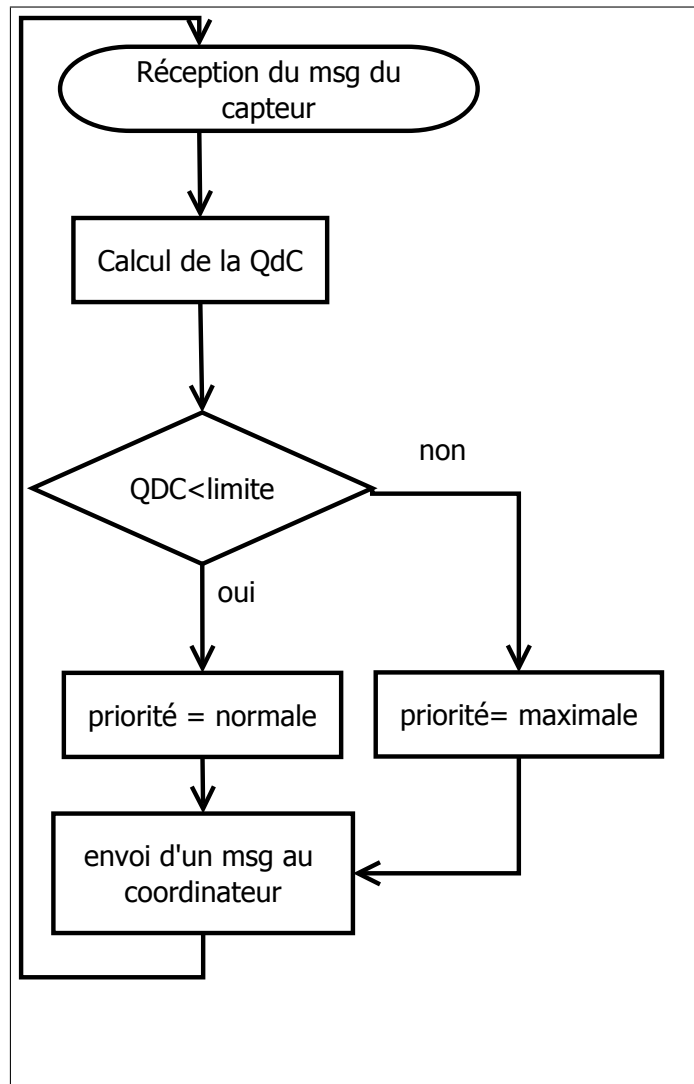 Réception du msg du
capteur
Calcul de la QdC
QDC<limite
non
oui
priorité = normale
priorité= maximale
envoi d'un msg au
coordinateur